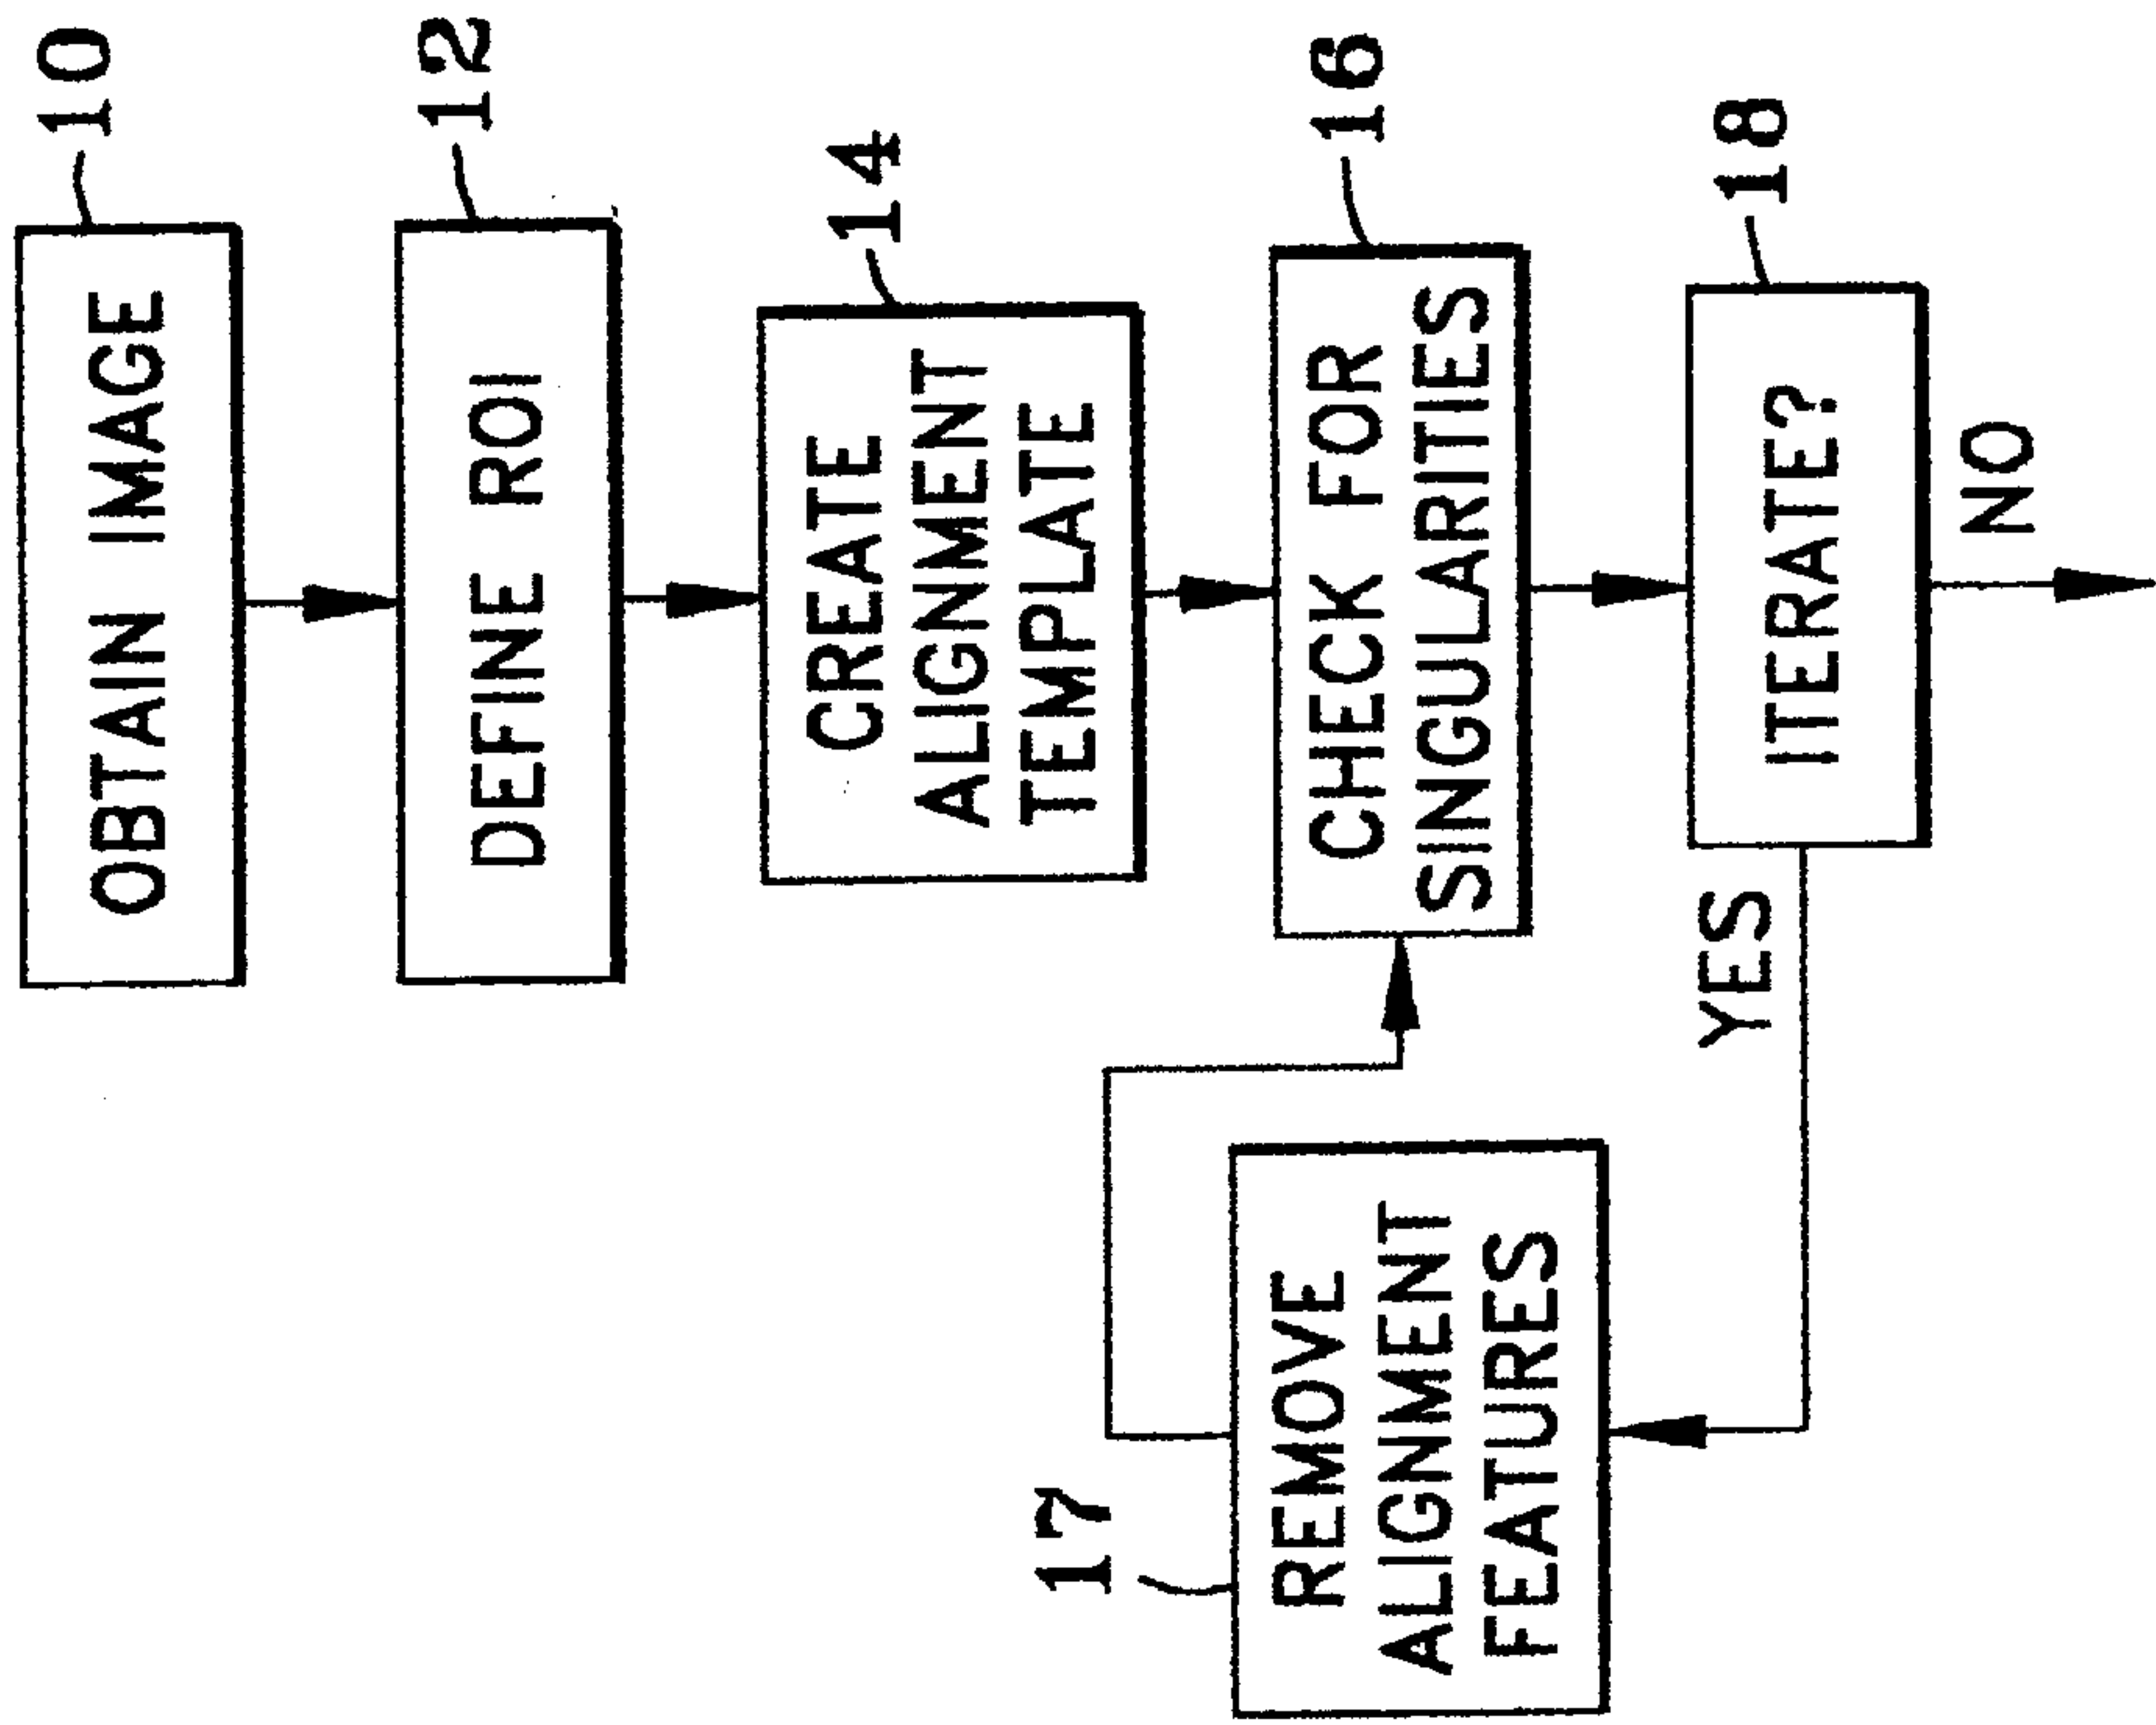 10
OBTAIN IMAGE
12
DEFINE ROI
14
CREATE
ALIGNMENT
TEMPLATE
16
CHECK FOR
SINGULARITIES
17
REMOVE
ALIGNMENT
FEATURES
18
ITERATE?
YES
NO